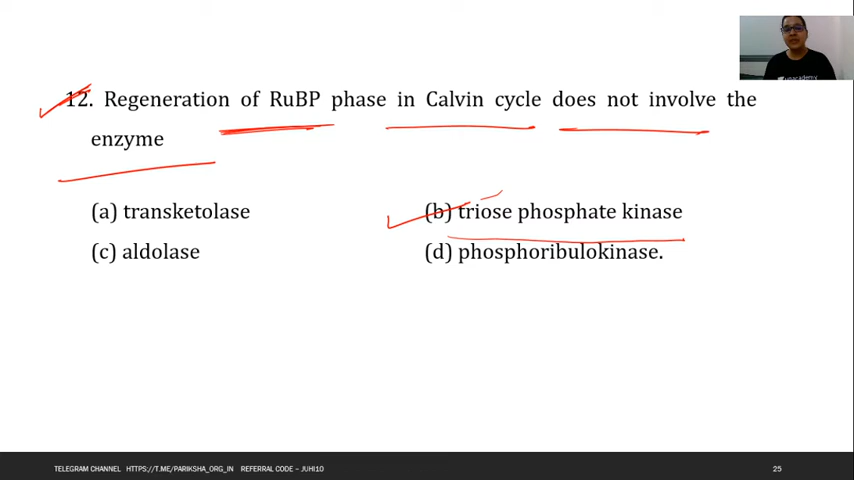 12. Regeneration of RuBP phase in Calvin cycle does not involve the
enzyme
(a) transketolase
(b) triose phosphate kinase
(c) aldolase
(d) phosphoribulokinase.
unacademy
TELEGRAM CHANNEL HTTPS://T.ME/PARIKSHA_ORG_IN REFERRAL CODE – JUHI10
25